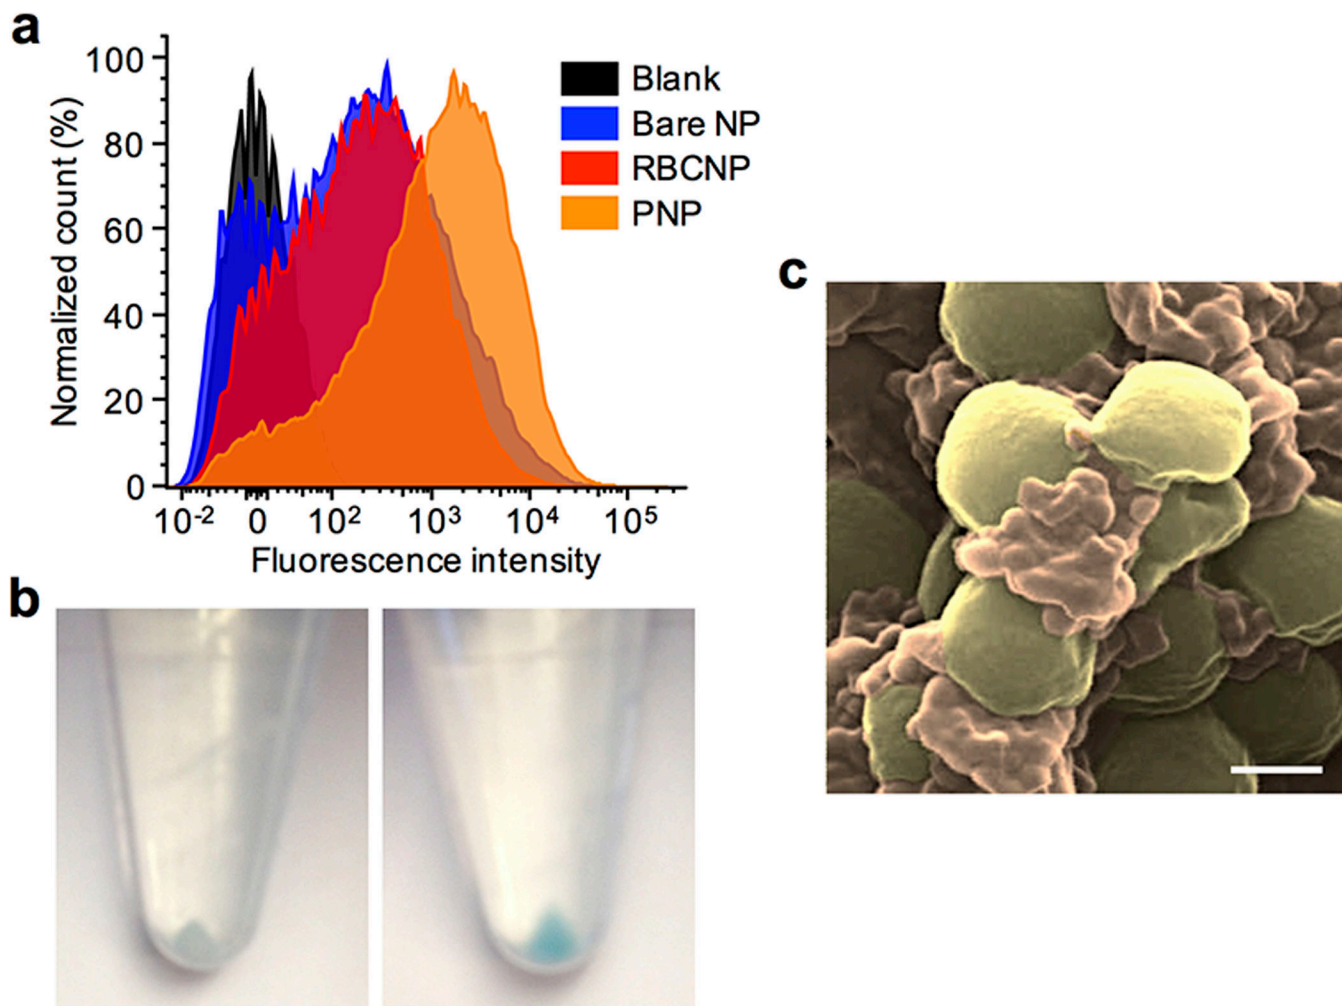 a
Normalized count (%)
100
80
60
40
20
0
10-2 0 10² 10³ 10⁴ 10⁵
Fluorescence intensity
Blank
Bare NP
RBCNP
PNP
b
c